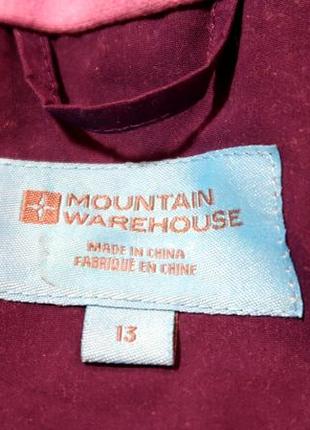 MOUNTAIN
WAREHOUSE
MADE IN CHINA
FABRIQUE EN CHINE
13